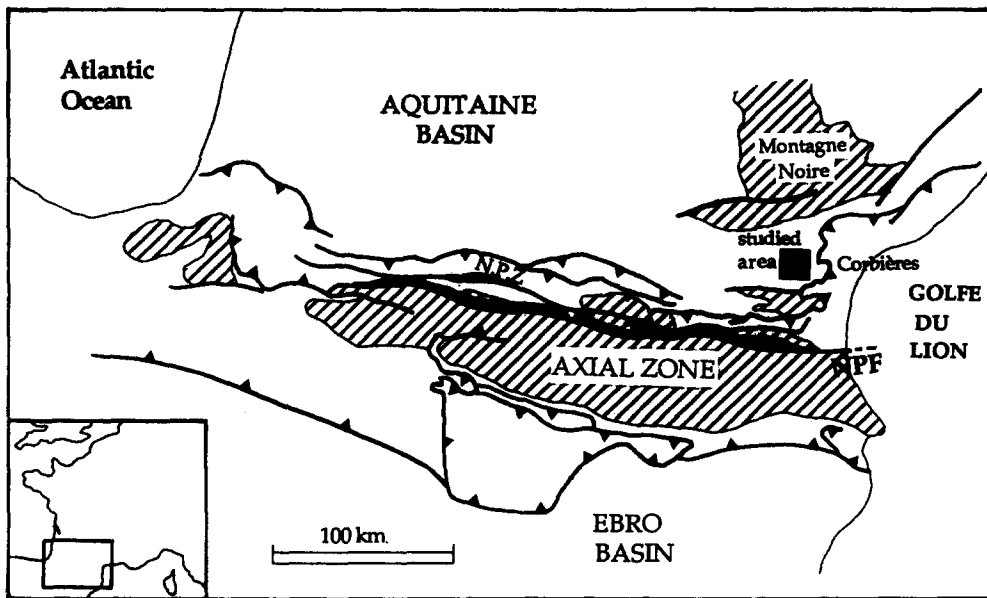 Atlantic
Ocean
AQUITAINE
BASIN
Montagne
Noire
studied
area
Corbières
NPZ
GOLFE
DU
LION
AXIAL ZONE
NPF
100 km.
EBRO
BASIN